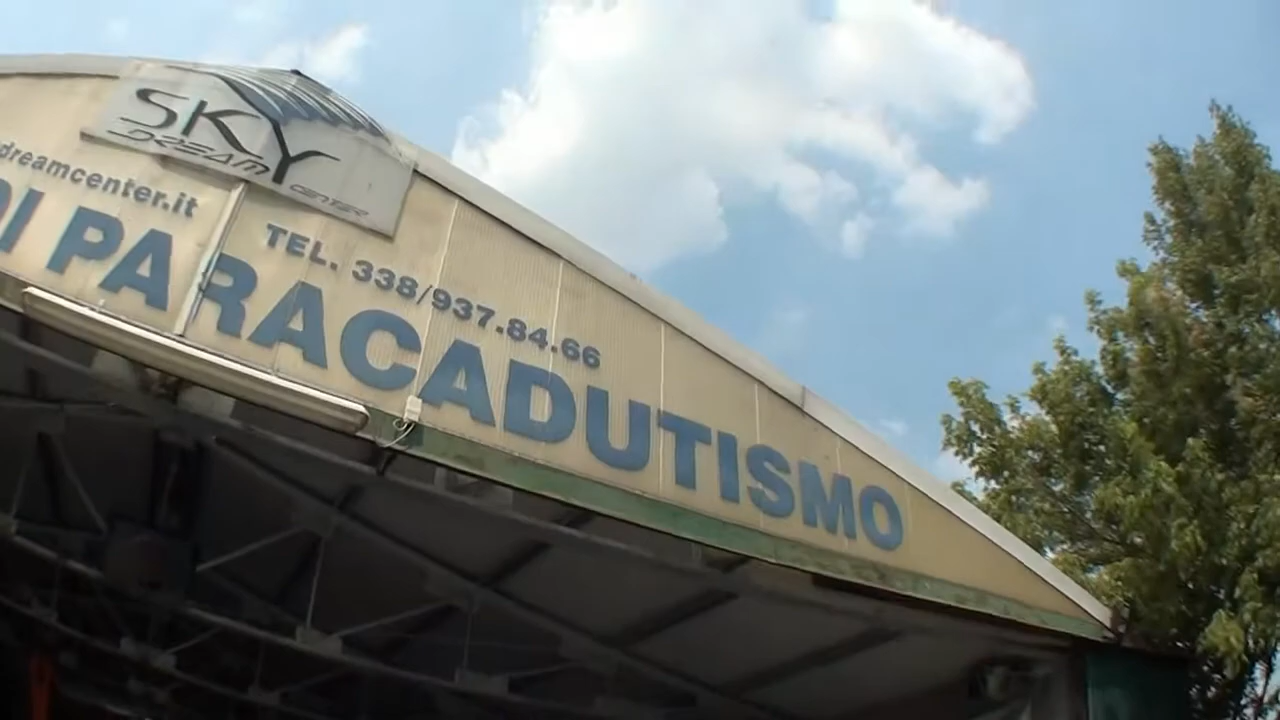 SKY
DREAM
CENTER
dreamcenter.it
TEL. 338/937.84.66
DI PARACADUTISMO